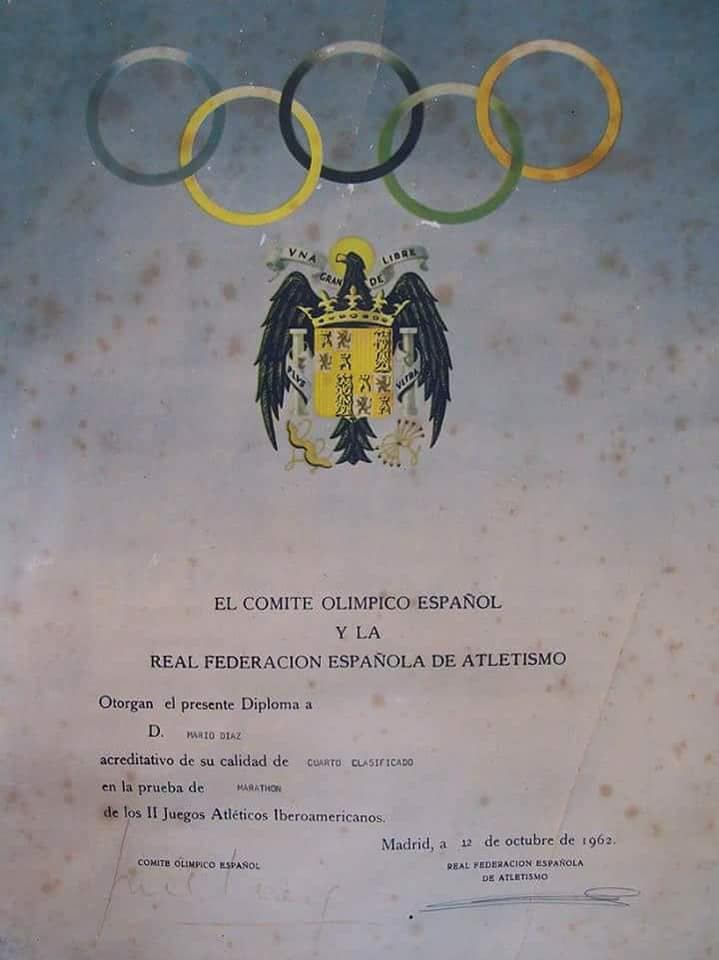 VNA GRAN DE LIBRE
PLVS VLTRA
EL COMITE OLIMPICO ESPAÑOL
Y LA
REAL FEDERACION ESPAÑOLA DE ATLETISMO
Otorgan el presente Diploma a
D. MARIO DIAZ
acreditativo de su calidad de CUARTO CLASIFICADO
en la prueba de MARATHON
de los II Juegos Atléticos Iberoamericanos.
Madrid, a 12 de octubre de 1962.
COMITE OLIMPICO ESPAÑOL
REAL FEDERACION ESPAÑOLA
DE ATLETISMO